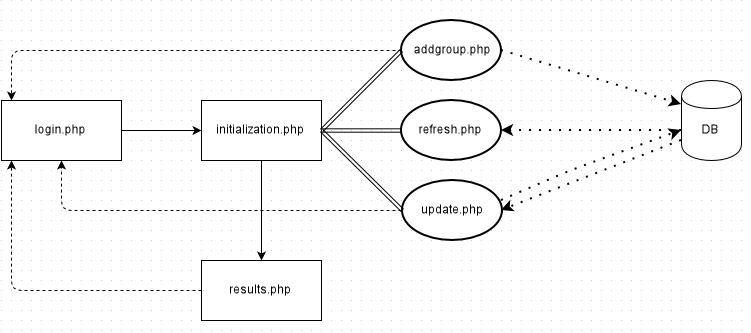 addgroup.php
login.php
initialization.php
refresh.php
DB
update.php
results.php